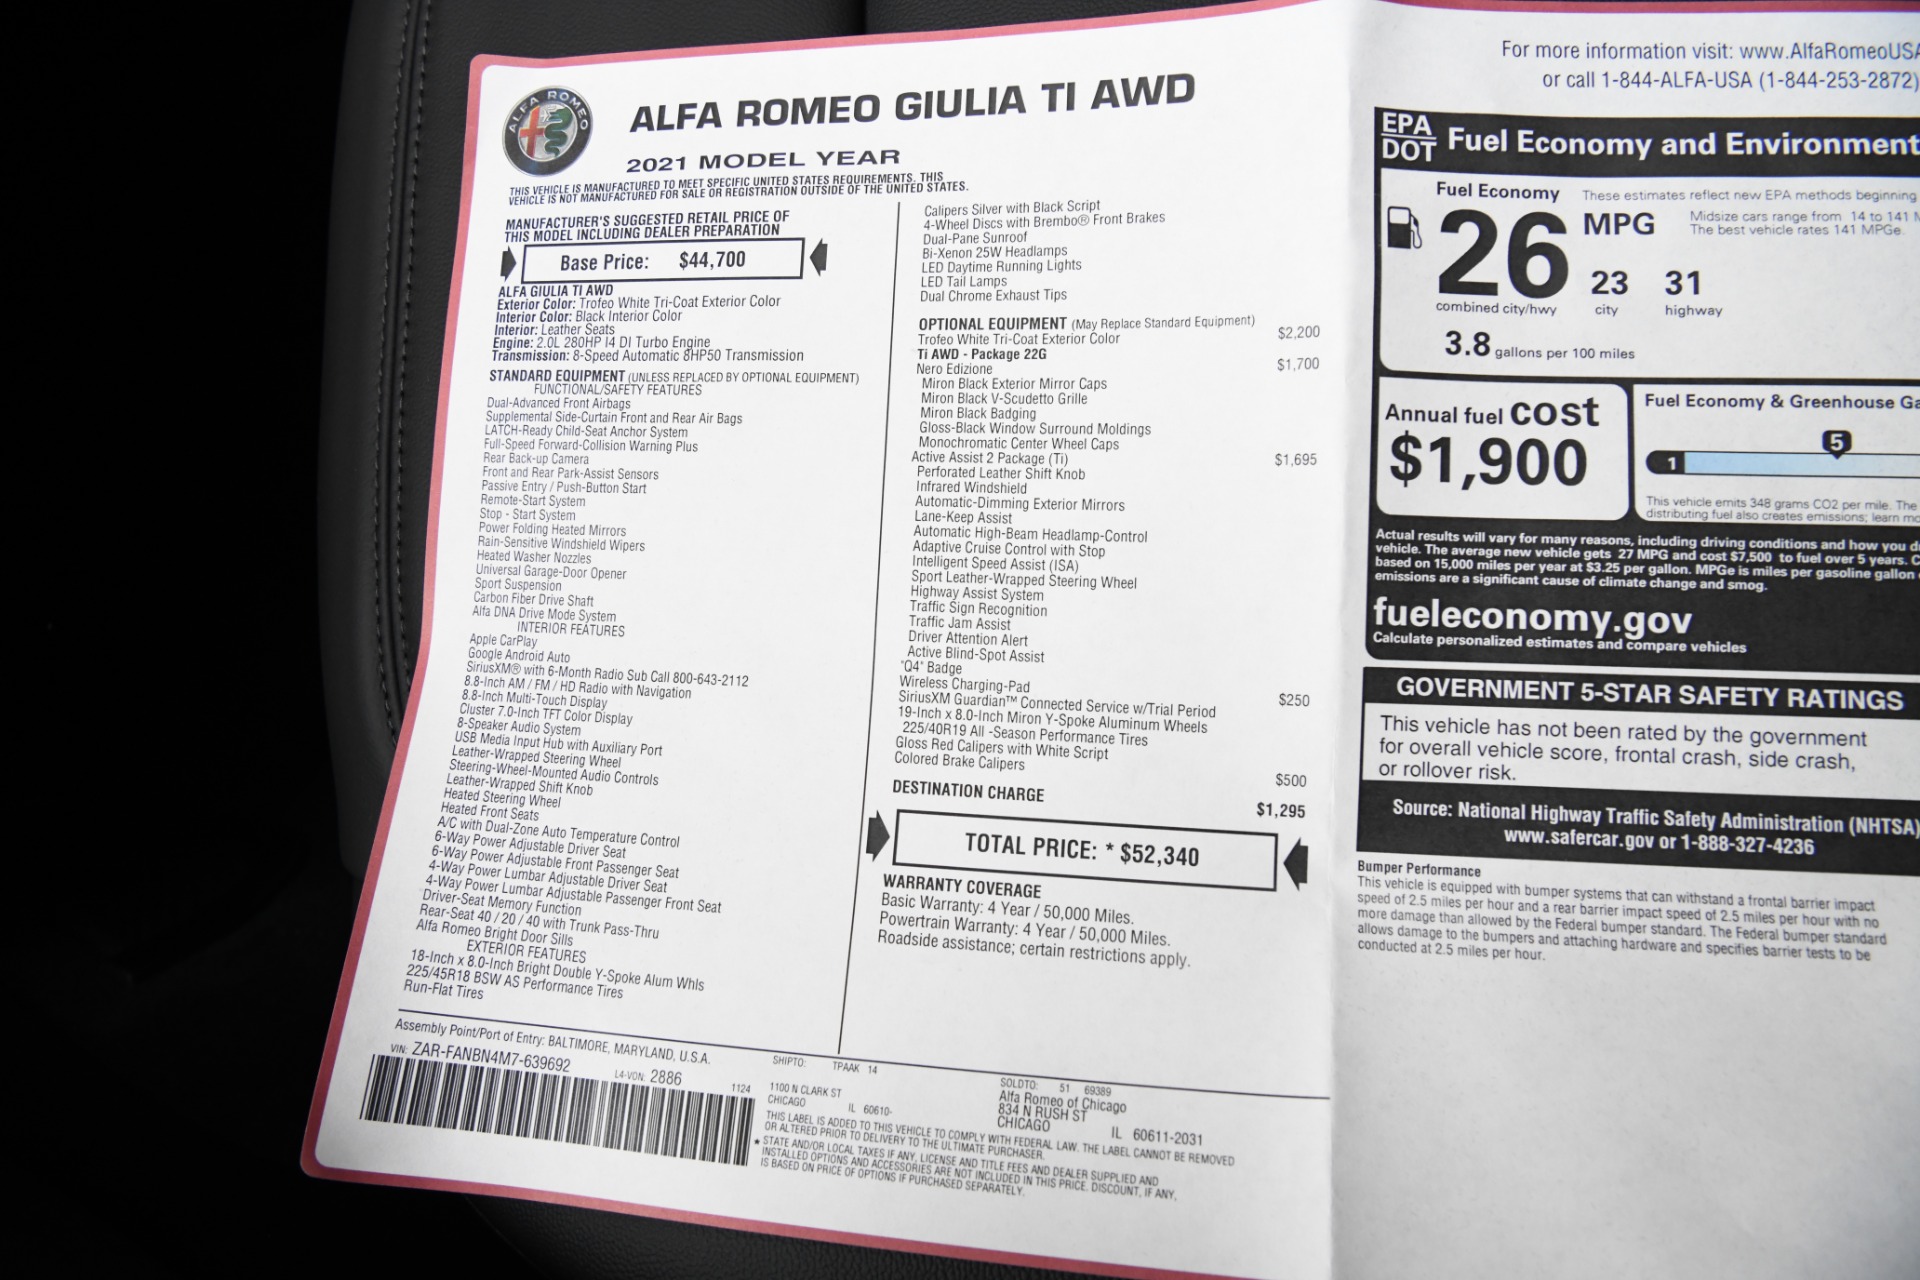 ALFA ROMEO
ALFA ROMEO GIULIA TI AWD
2021 MODEL YEAR
THIS VEHICLE IS MANUFACTURED TO MEET SPECIFIC UNITED STATES REQUIREMENTS. THIS
VEHICLE IS NOT MANUFACTURED FOR SALE OR REGISTRATION OUTSIDE OF THE UNITED STATES.
MANUFACTURER'S SUGGESTED RETAIL PRICE OF
THIS MODEL INCLUDING DEALER PREPARATION
Base Price: $44,700
ALFA GIULIA TI AWD
Exterior Color: Trofeo White Tri-Coat Exterior Color
Interior Color: Black Interior Color
Interior: Leather Seats
Engine: 2.0L 280HP I4 DI Turbo Engine
Transmission: 8-Speed Automatic 8HP50 Transmission
STANDARD EQUIPMENT (UNLESS REPLACED BY OPTIONAL EQUIPMENT)
FUNCTIONAL/SAFETY FEATURES
Dual-Advanced Front Airbags
Supplemental Side-Curtain Front and Rear Air Bags
LATCH-Ready Child-Seat Anchor System
Full-Speed Forward-Collision Warning Plus
Rear Back-up Camera
Front and Rear Park-Assist Sensors
Passive Entry / Push-Button Start
Remote-Start System
Stop - Start System
Power Folding Heated Mirrors
Rain-Sensitive Windshield Wipers
Heated Washer Nozzles
Universal Garage-Door Opener
Sport Suspension
Carbon Fiber Drive Shaft
Alfa DNA Drive Mode System
INTERIOR FEATURES
Apple CarPlay
Google Android Auto
SiriusXM® with 6-Month Radio Sub Call 800-643-2112
8.8-Inch AM / FM / HD Radio with Navigation
8.8-Inch Multi-Touch Display
Cluster 7.0-Inch TFT Color Display
8-Speaker Audio System
USB Media Input Hub with Auxiliary Port
Leather-Wrapped Steering Wheel
Steering-Wheel-Mounted Audio Controls
Leather-Wrapped Shift Knob
Heated Steering Wheel
Heated Front Seats
A/C with Dual-Zone Auto Temperature Control
6-Way Power Adjustable Driver Seat
6-Way Power Adjustable Front Passenger Seat
4-Way Power Lumbar Adjustable Driver Seat
4-Way Power Lumbar Adjustable Passenger Front Seat
Driver-Seat Memory Function
Rear-Seat 40 / 20 / 40 with Trunk Pass-Thru
Alfa Romeo Bright Door Sills
EXTERIOR FEATURES
18-Inch x 8.0-Inch Bright Double Y-Spoke Alum Whls
225/45R18 BSW AS Performance Tires
Run-Flat Tires
Calipers Silver with Black Script
4-Wheel Discs with Brembo® Front Brakes
Dual-Pane Sunroof
Bi-Xenon 25W Headlamps
LED Daytime Running Lights
LED Tail Lamps
Dual Chrome Exhaust Tips
OPTIONAL EQUIPMENT (May Replace Standard Equipment)
Trofeo White Tri-Coat Exterior Color $2,200
Ti AWD - Package 22G
Nero Edizione $1,700
Miron Black Exterior Mirror Caps
Miron Black V-Scudetto Grille
Miron Black Badging
Gloss-Black Window Surround Moldings
Monochromatic Center Wheel Caps
Active Assist 2 Package (Ti) $1,695
Perforated Leather Shift Knob
Infrared Windshield
Automatic-Dimming Exterior Mirrors
Lane-Keep Assist
Automatic High-Beam Headlamp-Control
Adaptive Cruise Control with Stop
Intelligent Speed Assist (ISA)
Sport Leather-Wrapped Steering Wheel
Highway Assist System
Traffic Sign Recognition
Traffic Jam Assist
Driver Attention Alert
Active Blind-Spot Assist
"Q4" Badge
Wireless Charging-Pad $250
SiriusXM Guardian™ Connected Service w/Trial Period
19-Inch x 8.0-Inch Miron Y-Spoke Aluminum Wheels
225/40R19 All -Season Performance Tires
Gloss Red Calipers with White Script $500
Colored Brake Calipers
DESTINATION CHARGE $1,295
TOTAL PRICE: * $52,340
WARRANTY COVERAGE
Basic Warranty: 4 Year / 50,000 Miles.
Powertrain Warranty: 4 Year / 50,000 Miles.
Roadside assistance; certain restrictions apply.
Assembly Point/Port of Entry: BALTIMORE, MARYLAND, U.S.A.
VIN: ZAR-FANBN4M7-639692
L4-VON: 2886
1124
SHIPTO: TPAAK 14
1100 N CLARK ST
CHICAGO IL 60610-
SOLDTO: 51 69389
Alfa Romeo of Chicago
834 N RUSH ST
CHICAGO IL 60611-2031
THIS LABEL IS ADDED TO THIS VEHICLE TO COMPLY WITH FEDERAL LAW. THE LABEL CANNOT BE REMOVED
OR ALTERED PRIOR TO DELIVERY TO THE ULTIMATE PURCHASER.
* STATE AND/OR LOCAL TAXES IF ANY, LICENSE AND TITLE FEES AND DEALER SUPPLIED AND
INSTALLED OPTIONS AND ACCESSORIES ARE NOT INCLUDED IN THIS PRICE. DISCOUNT, IF ANY,
IS BASED ON PRICE OF OPTIONS IF PURCHASED SEPARATELY.
For more information visit: www.AlfaRomeoUSA
or call 1-844-ALFA-USA (1-844-253-2872)
EPA
DOT
Fuel Economy and Environment
Fuel Economy
These estimates reflect new EPA methods beginning
26 MPG
Midsize cars range from 14 to 141 M
The best vehicle rates 141 MPGe.
23 31
combined city/hwy city highway
3.8 gallons per 100 miles
Annual fuel cost
$1,900
Fuel Economy & Greenhouse Ga
5
1
This vehicle emits 348 grams CO2 per mile. The
distributing fuel also creates emissions; learn mo
Actual results will vary for many reasons, including driving conditions and how you d
vehicle. The average new vehicle gets 27 MPG and cost $7,500 to fuel over 5 years. C
based on 15,000 miles per year at $3.25 per gallon. MPGe is miles per gasoline gallon
emissions are a significant cause of climate change and smog.
fueleconomy.gov
Calculate personalized estimates and compare vehicles
GOVERNMENT 5-STAR SAFETY RATINGS
This vehicle has not been rated by the government
for overall vehicle score, frontal crash, side crash,
or rollover risk.
Source: National Highway Traffic Safety Administration (NHTSA)
www.safercar.gov or 1-888-327-4236
Bumper Performance
This vehicle is equipped with bumper systems that can withstand a frontal barrier impact
speed of 2.5 miles per hour and a rear barrier impact speed of 2.5 miles per hour with no
more damage than allowed by the Federal bumper standard. The Federal bumper standard
allows damage to the bumpers and attaching hardware and specifies barrier tests to be
conducted at 2.5 miles per hour.